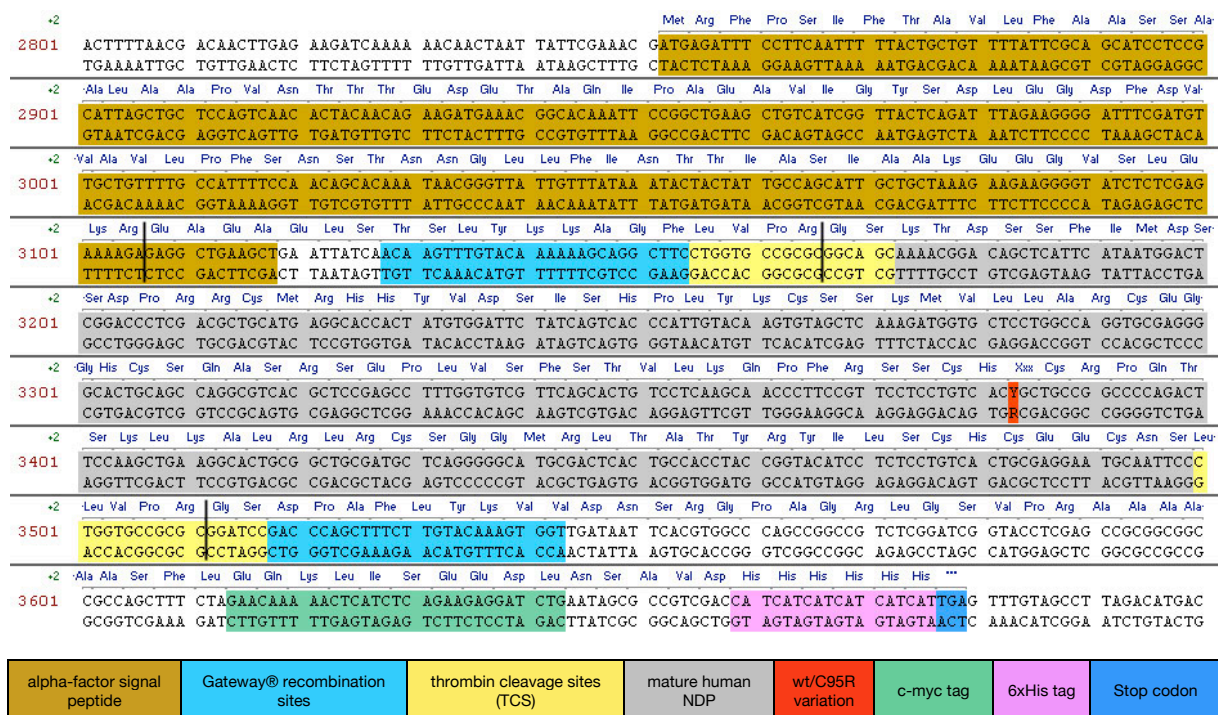 +2 Met Arg Phe Pro Ser Ile Phe Thr Ala Val Leu Phe Ala Ala Ser Ser Ala·
2801 ACTTTTAACG ACAACTTGAG AAGATCAAAA AACAACTAAT TATTCGAAAC GATGAGATTT CCTTCAATTT TTACTGCTGT TTTATTCGCA GCATCCTCCG
TGAAAATTGC TGTTGAACTC TTCTAGTTTT TTGTTGATTA ATAAGCTTTG CTACTCTAAA GGAAGTTAAA AATGACGACA AAATAAGCGT CGTAGGAGGC
+2 ·Ala Leu Ala Ala Pro Val Asn Thr Thr Thr Glu Asp Glu Thr Ala Gln Ile Pro Ala Glu Ala Val Ile Gly Tyr Ser Asp Leu Glu Gly Asp Phe Asp Val·
2901 CATTAGCTGC TCCAGTCAAC ACTACAACAG AAGATGAAAC GGCACAAATT CCGGCTGAAG CTGTCATCGG TTACTCAGAT TTAGAAGGGG ATTTCGATGT
GTAATCGACG AGGTCAGTTG TGATGTTGTC TTCTACTTTG CCGTGTTTAA GGCCGACTTC GACAGTAGCC AATGAGTCTA AATCTTCCCC TAAAGCTACA
+2 ·Val Ala Val Leu Pro Phe Ser Asn Ser Thr Asn Asn Gly Leu Leu Phe Ile Asn Thr Thr Ile Ala Ser Ile Ala Ala Lys Glu Glu Gly Val Ser Leu Glu
3001 TGCTGTTTTG CCATTTTCCA ACAGCACAAA TAACGGGTTA TTGTTTATAA ATACTACTAT TGCCAGCATT GCTGCTAAAG AAGAAGGGGT ATCTCTCGAG
ACGACAAAAC GGTAAAAGGT TGTCGTGTTT ATTGCCCAAT AACAAATATT TATGATGATA ACGGTCGTAA CGACGATTTC TTCTTCCCCA TAGAGAGCTC
+2 Lys Arg Glu Ala Glu Ala Glu Leu Ser Thr Ser Leu Tyr Lys Lys Ala Gly Phe Leu Val Pro Arg Gly Ser Lys Thr Asp Ser Ser Phe Ile Met Asp Ser·
3101 AAAAGAGAGG CTGAAGCTGA ATTATCAACA AGTTTGTACA AAAAAGCAGG CTTCCTGGTG CCGCGCGGCA GCAAAACGGA CAGCTCATTC ATAATGGACT
TTTTCTCTCC GACTTCGACT TAATAGTTGT TCAAACATGT TTTTTCGTCC GAAGGACCAC GGCGCGCCGT CGTTTTGCCT GTCGAGTAAG TATTACCTGA
+2 ·Ser Asp Pro Arg Arg Cys Met Arg His His Tyr Val Asp Ser Ile Ser His Pro Leu Tyr Lys Cys Ser Ser Lys Met Val Leu Leu Ala Arg Cys Glu Gly·
3201 CGGACCCTCG ACGCTGCATG AGGCACCACT ATGTGGATTC TATCAGTCAC CCATTGTACA AGTGTAGCTC AAAGATGGTG CTCCTGGCCA GGTGCGAGGG
GCCTGGGAGC TGCGACGTAC TCCGTGGTGA TACACCTAAG ATAGTCAGTG GGTAACATGT TCACATCGAG TTTCTACCAC GAGGACCGGT CCACGCTCCC
+2 ·Gly His Cys Ser Gln Ala Ser Arg Ser Glu Pro Leu Val Ser Phe Ser Thr Val Leu Lys Gln Pro Phe Arg Ser Ser Cys His Xxx Cys Arg Pro Gln Thr
3301 GCACTGCAGC CAGGCGTCAC GCTCCGAGCC TTTGGTGTCG TTCAGCACTG TCCTCAAGCA ACCCTTCCGT TCCTCCTGTC ACYGCTGCCG GCCCCAGACT
CGTGACGTCG GTCCGCAGTG CGAGGCTCGG AAACCACAGC AAGTCGTGAC AGGAGTTCGT TGGGAAGGCA AGGAGGACAG TGRCGACGGC CGGGGTCTGA
+2 Ser Lys Leu Lys Ala Leu Arg Leu Arg Cys Ser Gly Gly Met Arg Leu Thr Ala Thr Tyr Arg Tyr Ile Leu Ser Cys His Cys Glu Glu Cys Asn Ser Leu·
3401 TCCAAGCTGA AGGCACTGCG GCTGCGATGC TCAGGGGGCA TGCGACTCAC TGCCACCTAC CGGTACATCC TCTCCTGTCA CTGCGAGGAA TGCAATTCCC
AGGTTCGACT TCCGTGACGC CGACGCTACG AGTCCCCCGT ACGCTGAGTG ACGGTGGATG GCCATGTAGG AGAGGACAGT GACGCTCCTT ACGTTAAGGG
+2 ·Leu Val Pro Arg Gly Ser Asp Pro Ala Phe Leu Tyr Lys Val Val Asp Asn Ser Arg Gly Pro Ala Gly Arg Leu Gly Ser Val Pro Arg Ala Ala Ala Ala·
3501 TGGTGCCGCG CGGATCCGAC CCAGCTTTCT TGTACAAAGT GGTTGATAAT TCACGTGGCC CAGCCGGCCG TCTCGGATCG GTACCTCGAG CCGCGGCGGC
ACCACGGCGC GCCTAGGCTG GGTCGAAAGA ACATGTTTCA CCAACTATTA AGTGCACCGG GTCGGCCGGC AGAGCCTAGC CATGGAGCTC GGCGCCGCCG
+2 ·Ala Ala Ser Phe Leu Glu Gln Lys Leu Ile Ser Glu Glu Asp Leu Asn Ser Ala Val Asp His His His His His His ***
3601 CGCCAGCTTT CTAGAACAAA AACTCATCTC AGAAGAGGAT CTGAATAGCG CCGTCGACCA TCATCATCAT CATCATTGAG TTTGTAGCCT TAGACATGAC
GCGGTCGAAA GATCTTGTTT TTGAGTAGAG TCTTCTCCTA GACTTATCGC GGCAGCTGGT AGTAGTAGTA GTAGTAACTC AAACATCGGA ATCTGTACTG
alpha-factor signal peptide
Gateway® recombination sites
thrombin cleavage sites (TCS)
mature human NDP
wt/C95R variation
c-myc tag
6xHis tag
Stop codon